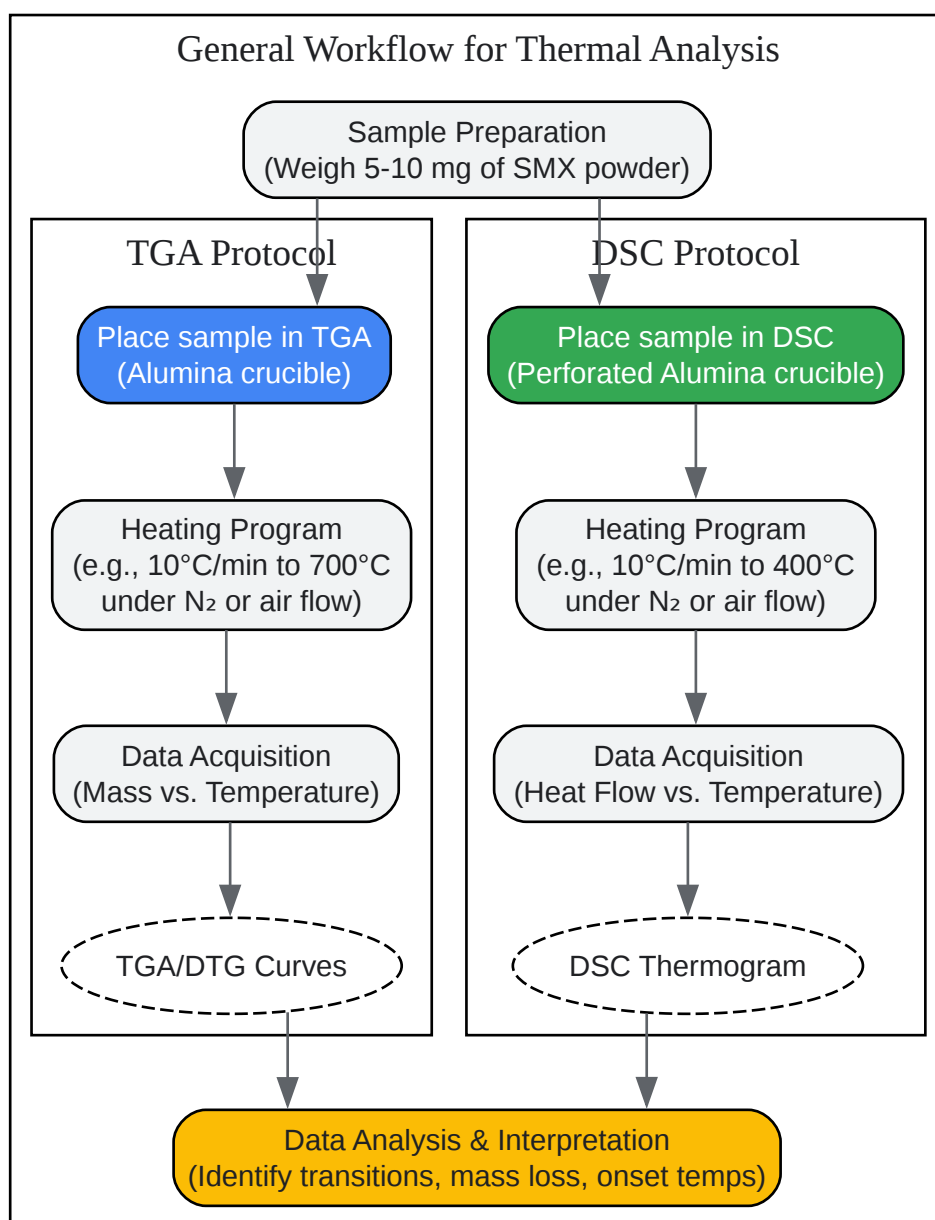 General Workflow for Thermal Analysis
Sample Preparation
(Weigh 5-10 mg of SMX powder)
TGA Protocol
Place sample in TGA
(Alumina crucible)
Heating Program
(e.g., 10°C/min to 700°C
under N₂ or air flow)
Data Acquisition
(Mass vs. Temperature)
TGA/DTG Curves
DSC Protocol
Place sample in DSC
(Perforated Alumina crucible)
Heating Program
(e.g., 10°C/min to 400°C
under N₂ or air flow)
Data Acquisition
(Heat Flow vs. Temperature)
DSC Thermogram
Data Analysis & Interpretation
(Identify transitions, mass loss, onset temps)